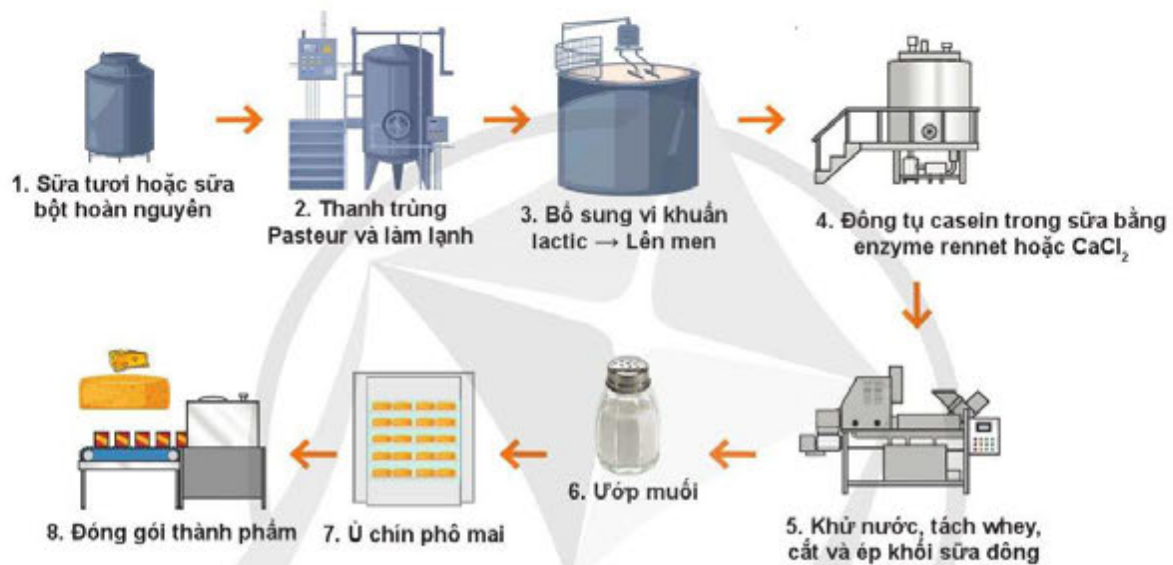 1. Sữa tươi hoặc sữa
bột hoàn nguyên
2. Thanh trùng
Pasteur và làm lạnh
3. Bổ sung vi khuẩn
lactic → Lên men
4. Đông tụ casein trong sữa bằng
enzyme rennet hoặc CaCl₂
5. Khử nước, tách whey,
cắt và ép khối sữa đông
6. Ướp muối
7. Ủ chín phô mai
8. Đóng gói thành phẩm